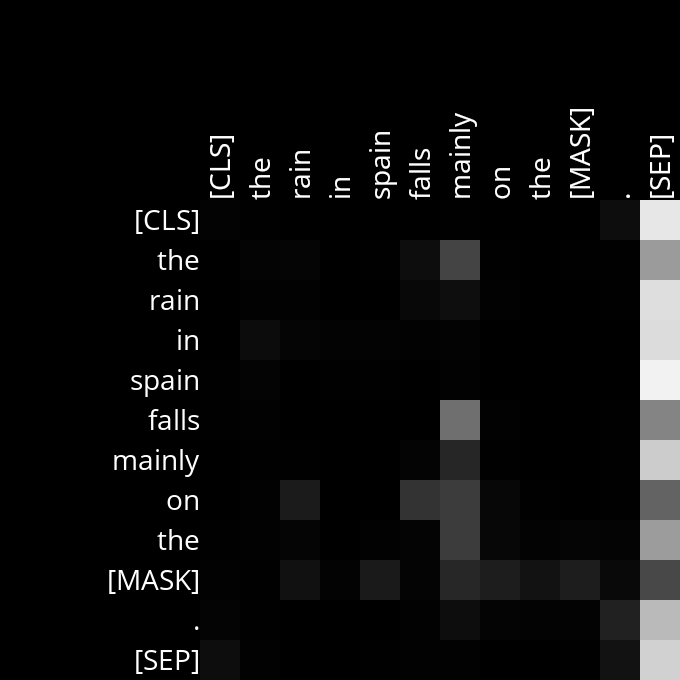 [CLS]
the
rain
in
spain
falls
mainly
on
the
[MASK]
.
[SEP]
[CLS]
the
rain
in
spain
falls
mainly
on
the
[MASK]
.
[SEP]